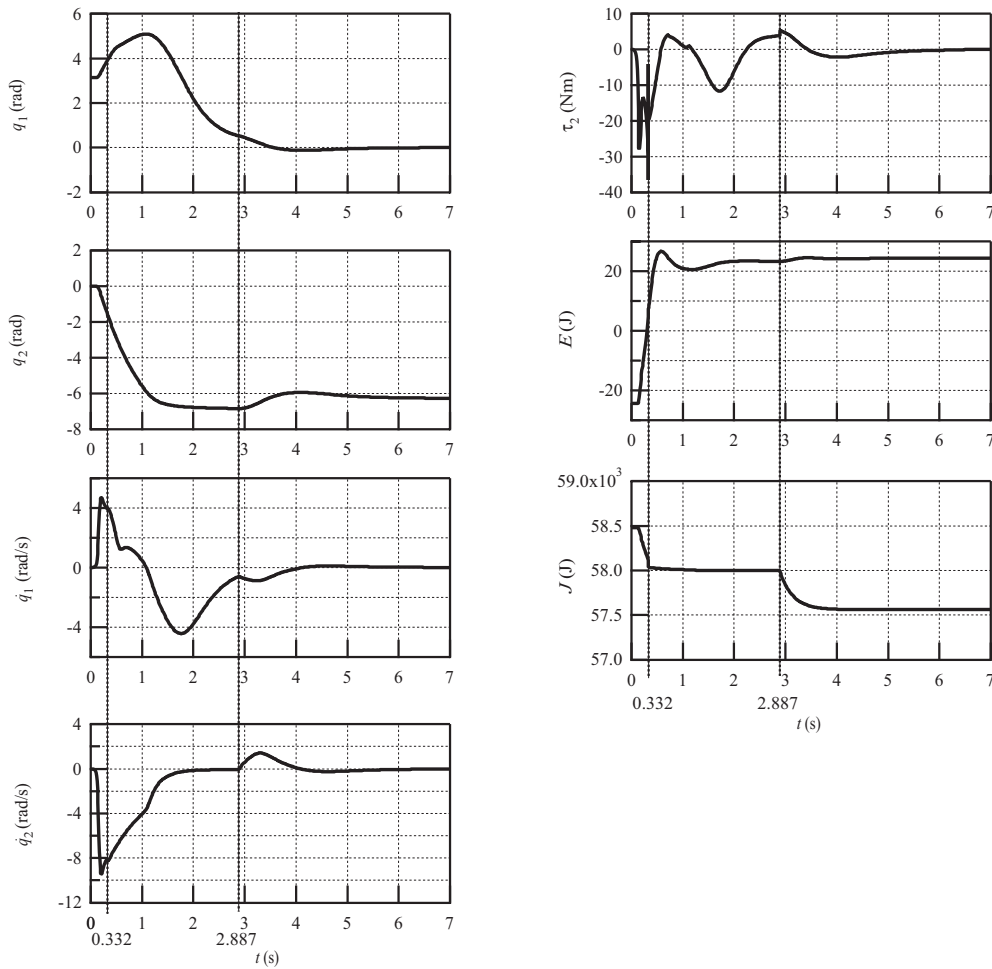 6
4
2
0
-2
q̇1 (rad)
0 1 2 3 4 5 6 7
2
0
-2
-4
-6
-8
q2 (rad)
0 1 2 3 4 5 6 7
4
0
-4
q̇1 (rad/s)
0 1 2 3 4 5 6 7
4
0
-4
-8
-12
q̇2 (rad/s)
0 1 2 3 4 5 6 7
0.332 2.887
t (s)
10
0
-10
-20
-30
-40
τ2 (Nm)
0 1 2 3 4 5 6 7
20
0
-20
E (J)
0 1 2 3 4 5 6 7
59.0x10³
58.5
58.0
57.5
57.0
J (J)
0 1 2 3 4 5 6 7
0.332 2.887
t (s)